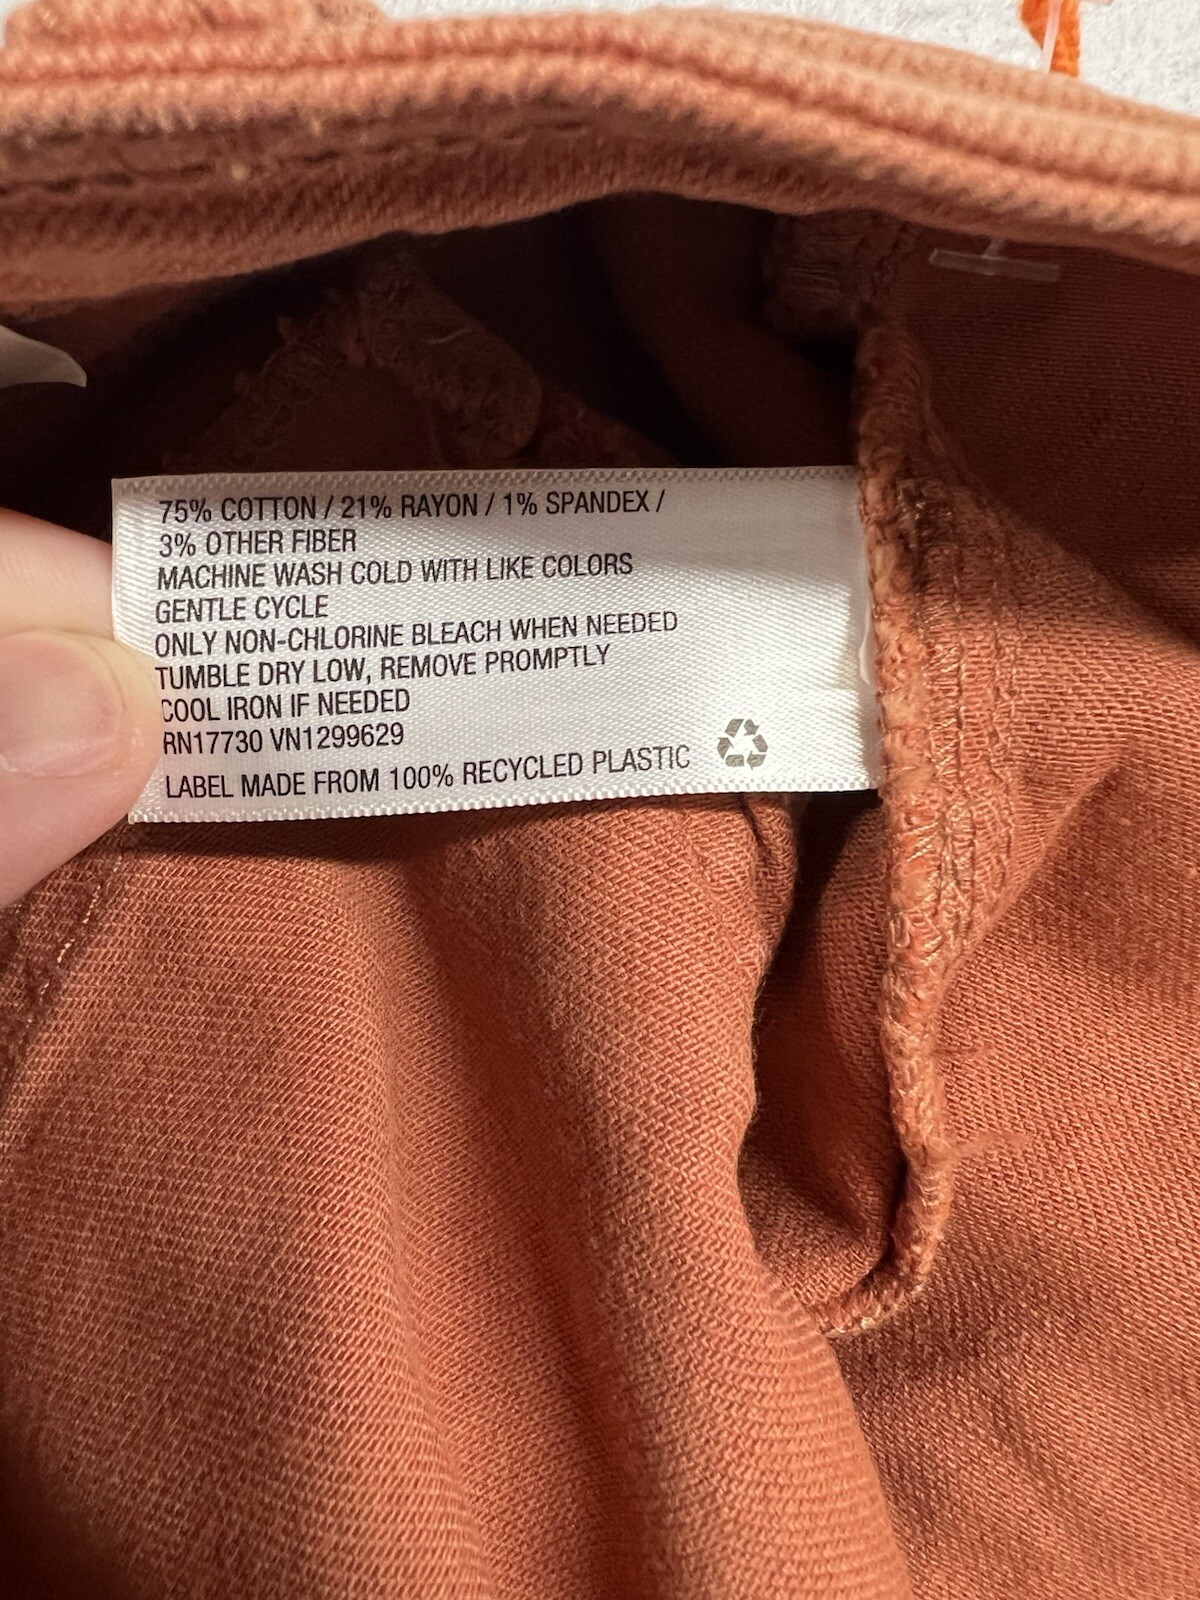 75% COTTON / 21% RAYON / 1% SPANDEX /
3% OTHER FIBER
MACHINE WASH COLD WITH LIKE COLORS
GENTLE CYCLE
ONLY NON-CHLORINE BLEACH WHEN NEEDED
TUMBLE DRY LOW, REMOVE PROMPTLY
COOL IRON IF NEEDED
RN17730 VN1299629
LABEL MADE FROM 100% RECYCLED PLASTIC